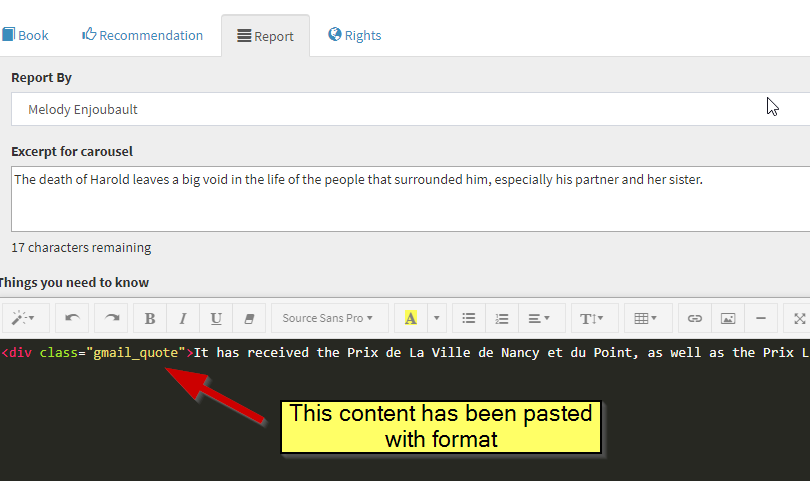 Book Recommendation Report Rights
Report By
Melody Enjoubault
Excerpt for carousel
The death of Harold leaves a big void in the life of the people that surrounded him, especially his partner and her sister.
17 characters remaining
Things you need to know
B I U Source Sans Pro A T
<div class="gmail_quote">It has received the Prix de La Ville de Nancy et du Point, as well as the Prix L
This content has been pasted
with format